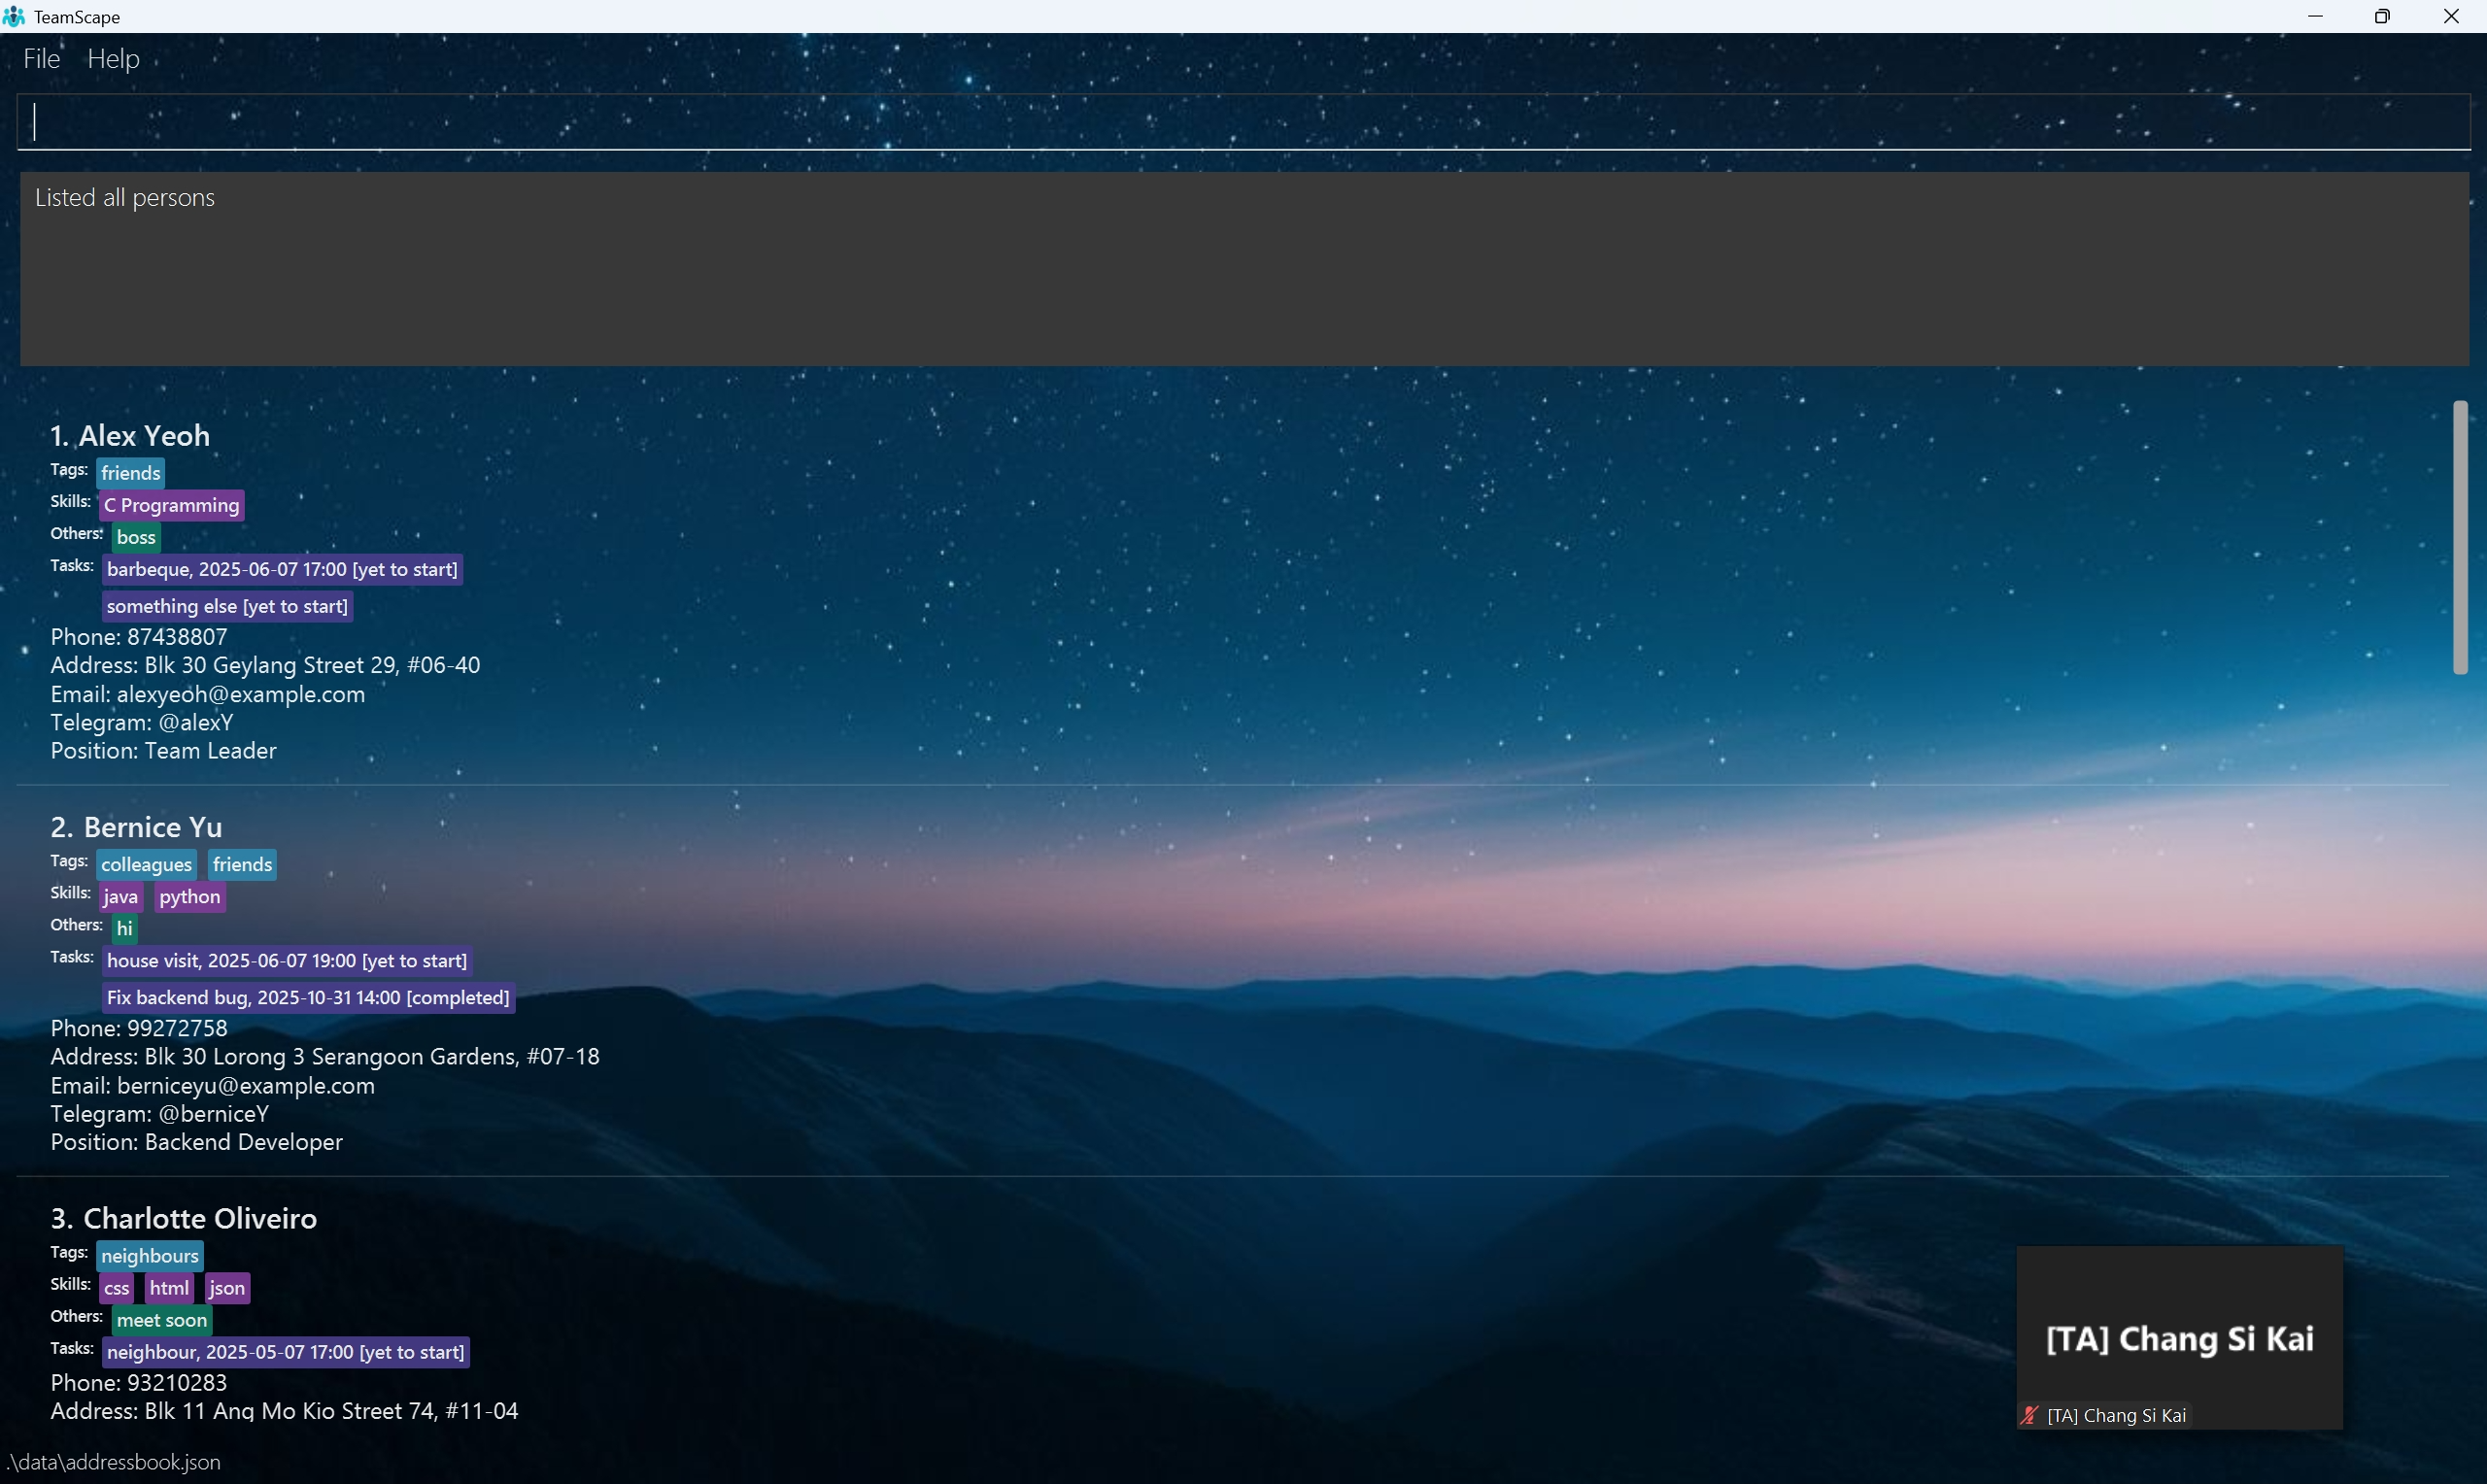 TeamScape
File Help
Listed all persons
1. Alex Yeoh
Tags: friends
Skills: C Programming
Others: boss
Tasks: barbeque, 2025-06-07 17:00 [yet to start]
something else [yet to start]
Phone: 87438807
Address: Blk 30 Geylang Street 29, #06-40
Email: alexyeoh@example.com
Telegram: @alexY
Position: Team Leader
2. Bernice Yu
Tags: colleagues friends
Skills: java python
Others: hi
Tasks: house visit, 2025-06-07 19:00 [yet to start]
Fix backend bug, 2025-10-31 14:00 [completed]
Phone: 99272758
Address: Blk 30 Lorong 3 Serangoon Gardens, #07-18
Email: berniceyu@example.com
Telegram: @berniceY
Position: Backend Developer
3. Charlotte Oliveiro
Tags: neighbours
Skills: css html json
Others: meet soon
Tasks: neighbour, 2025-05-07 17:00 [yet to start]
Phone: 93210283
Address: Blk 11 Ang Mo Kio Street 74, #11-04
[TA] Chang Si Kai
[TA] Chang Si Kai
.\data\addressbook.json